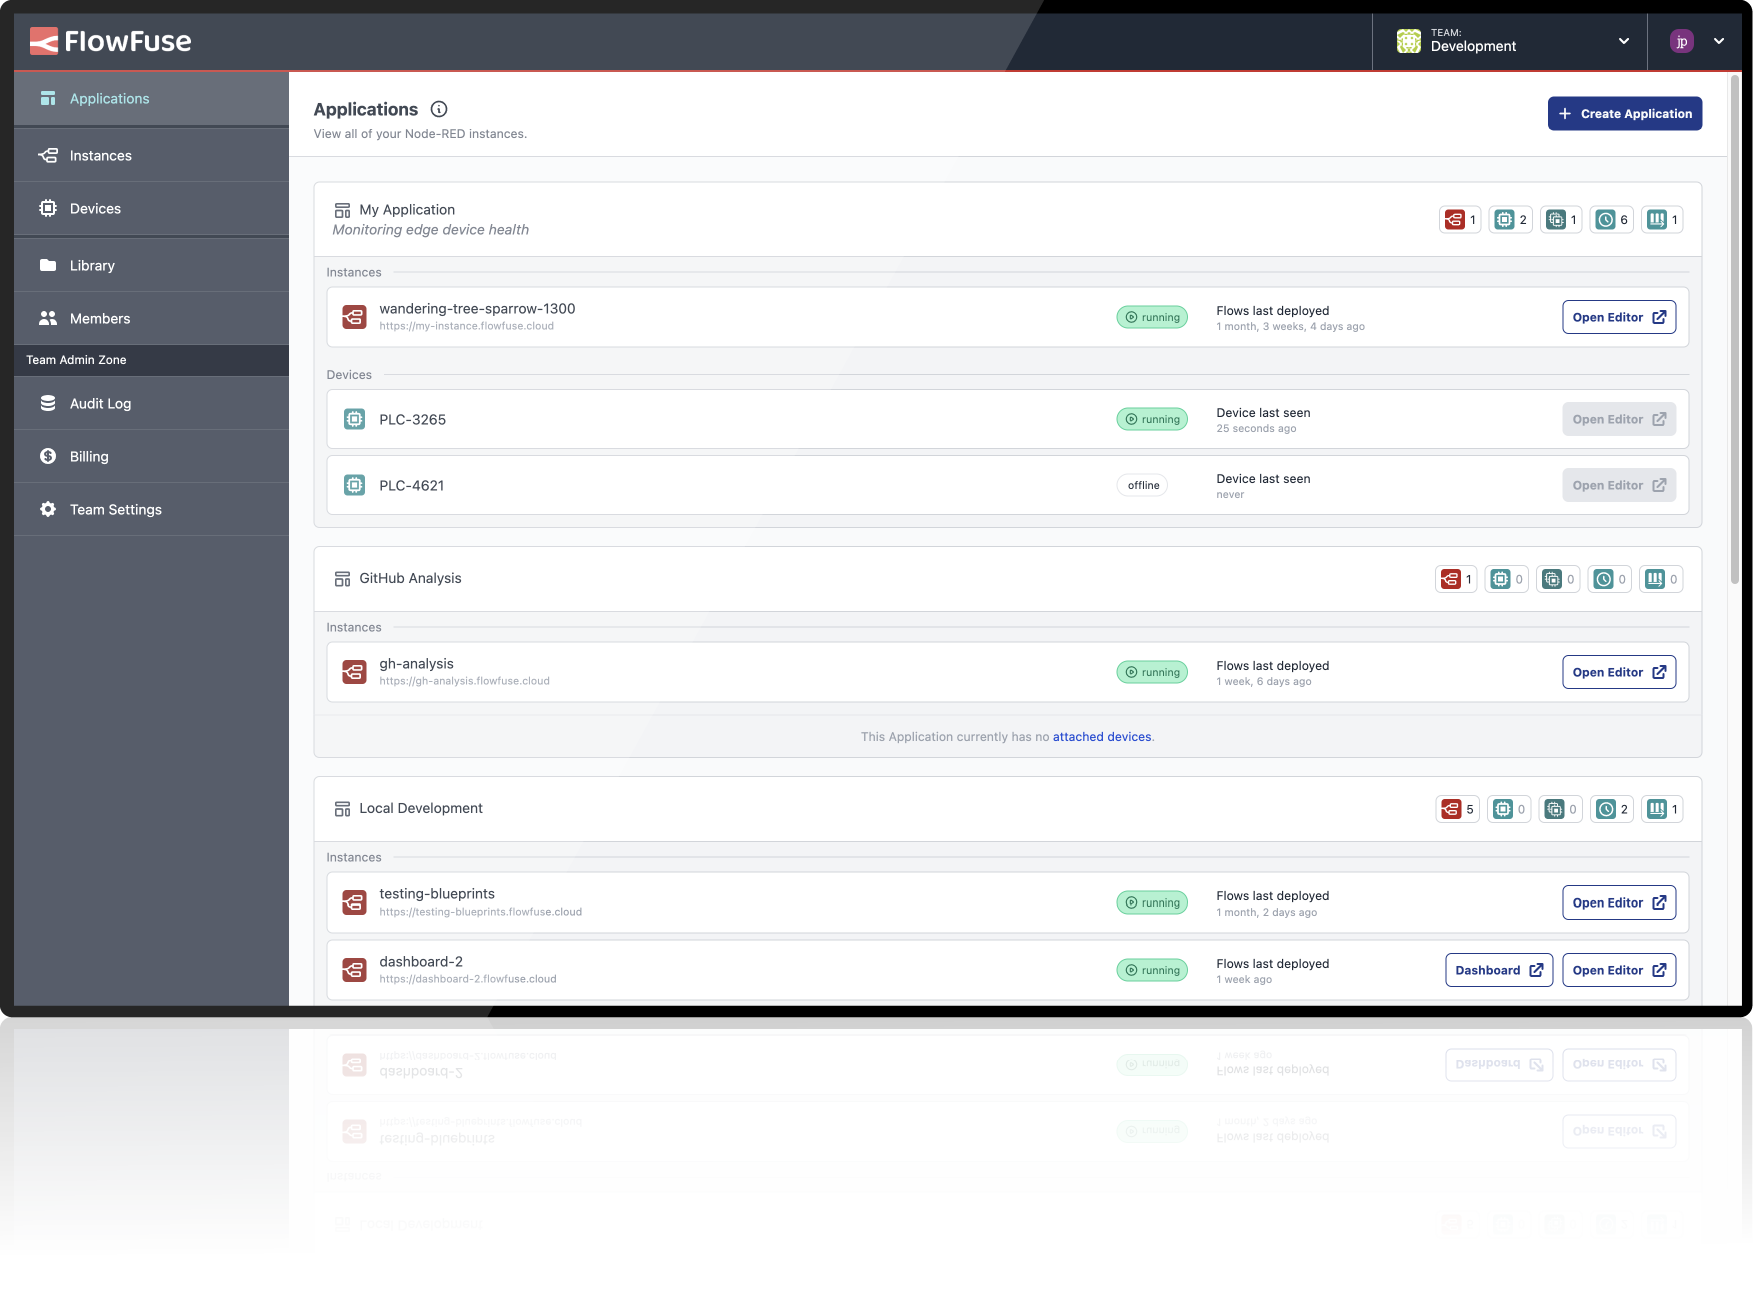 FlowFuse
TEAM:
Development
jp
Applications
Instances
Devices
Library
Members
Team Admin Zone
Audit Log
Billing
Team Settings
Applications
View all of your Node-RED instances.
Create Application
My Application
Monitoring edge device health
1 2 1 6 1
Instances
wandering-tree-sparrow-1300
https://my-instance.flowfuse.cloud
running
Flows last deployed
1 month, 3 weeks, 4 days ago
Open Editor
Devices
PLC-3265
running
Device last seen
25 seconds ago
Open Editor
PLC-4621
offline
Device last seen
never
Open Editor
GitHub Analysis
1 0 0 0 0
Instances
gh-analysis
https://gh-analysis.flowfuse.cloud
running
Flows last deployed
1 week, 6 days ago
Open Editor
This Application currently has no attached devices.
Local Development
5 0 0 2 1
Instances
testing-blueprints
https://testing-blueprints.flowfuse.cloud
running
Flows last deployed
1 month, 2 days ago
Open Editor
dashboard-2
https://dashboard-2.flowfuse.cloud
running
Flows last deployed
1 week ago
Dashboard
Open Editor